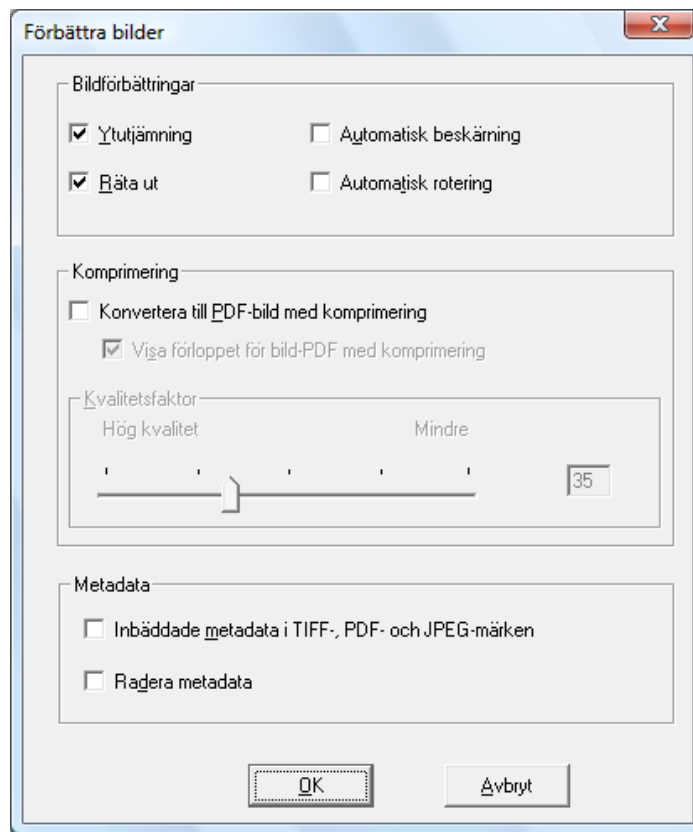 Förbättra bilder
Bildförbättringar
Ytutjämning
Automatisk beskärning
Räta ut
Automatisk rotering
Komprimering
Konvertera till PDF-bild med komprimering
Visa förloppet för bild-PDF med komprimering
Kvalitetsfaktor
Hög kvalitet Mindre
35
Metadata
Inbäddade metadata i TIFF-, PDF- och JPEG-märken
Radera metadata
OK Avbryt